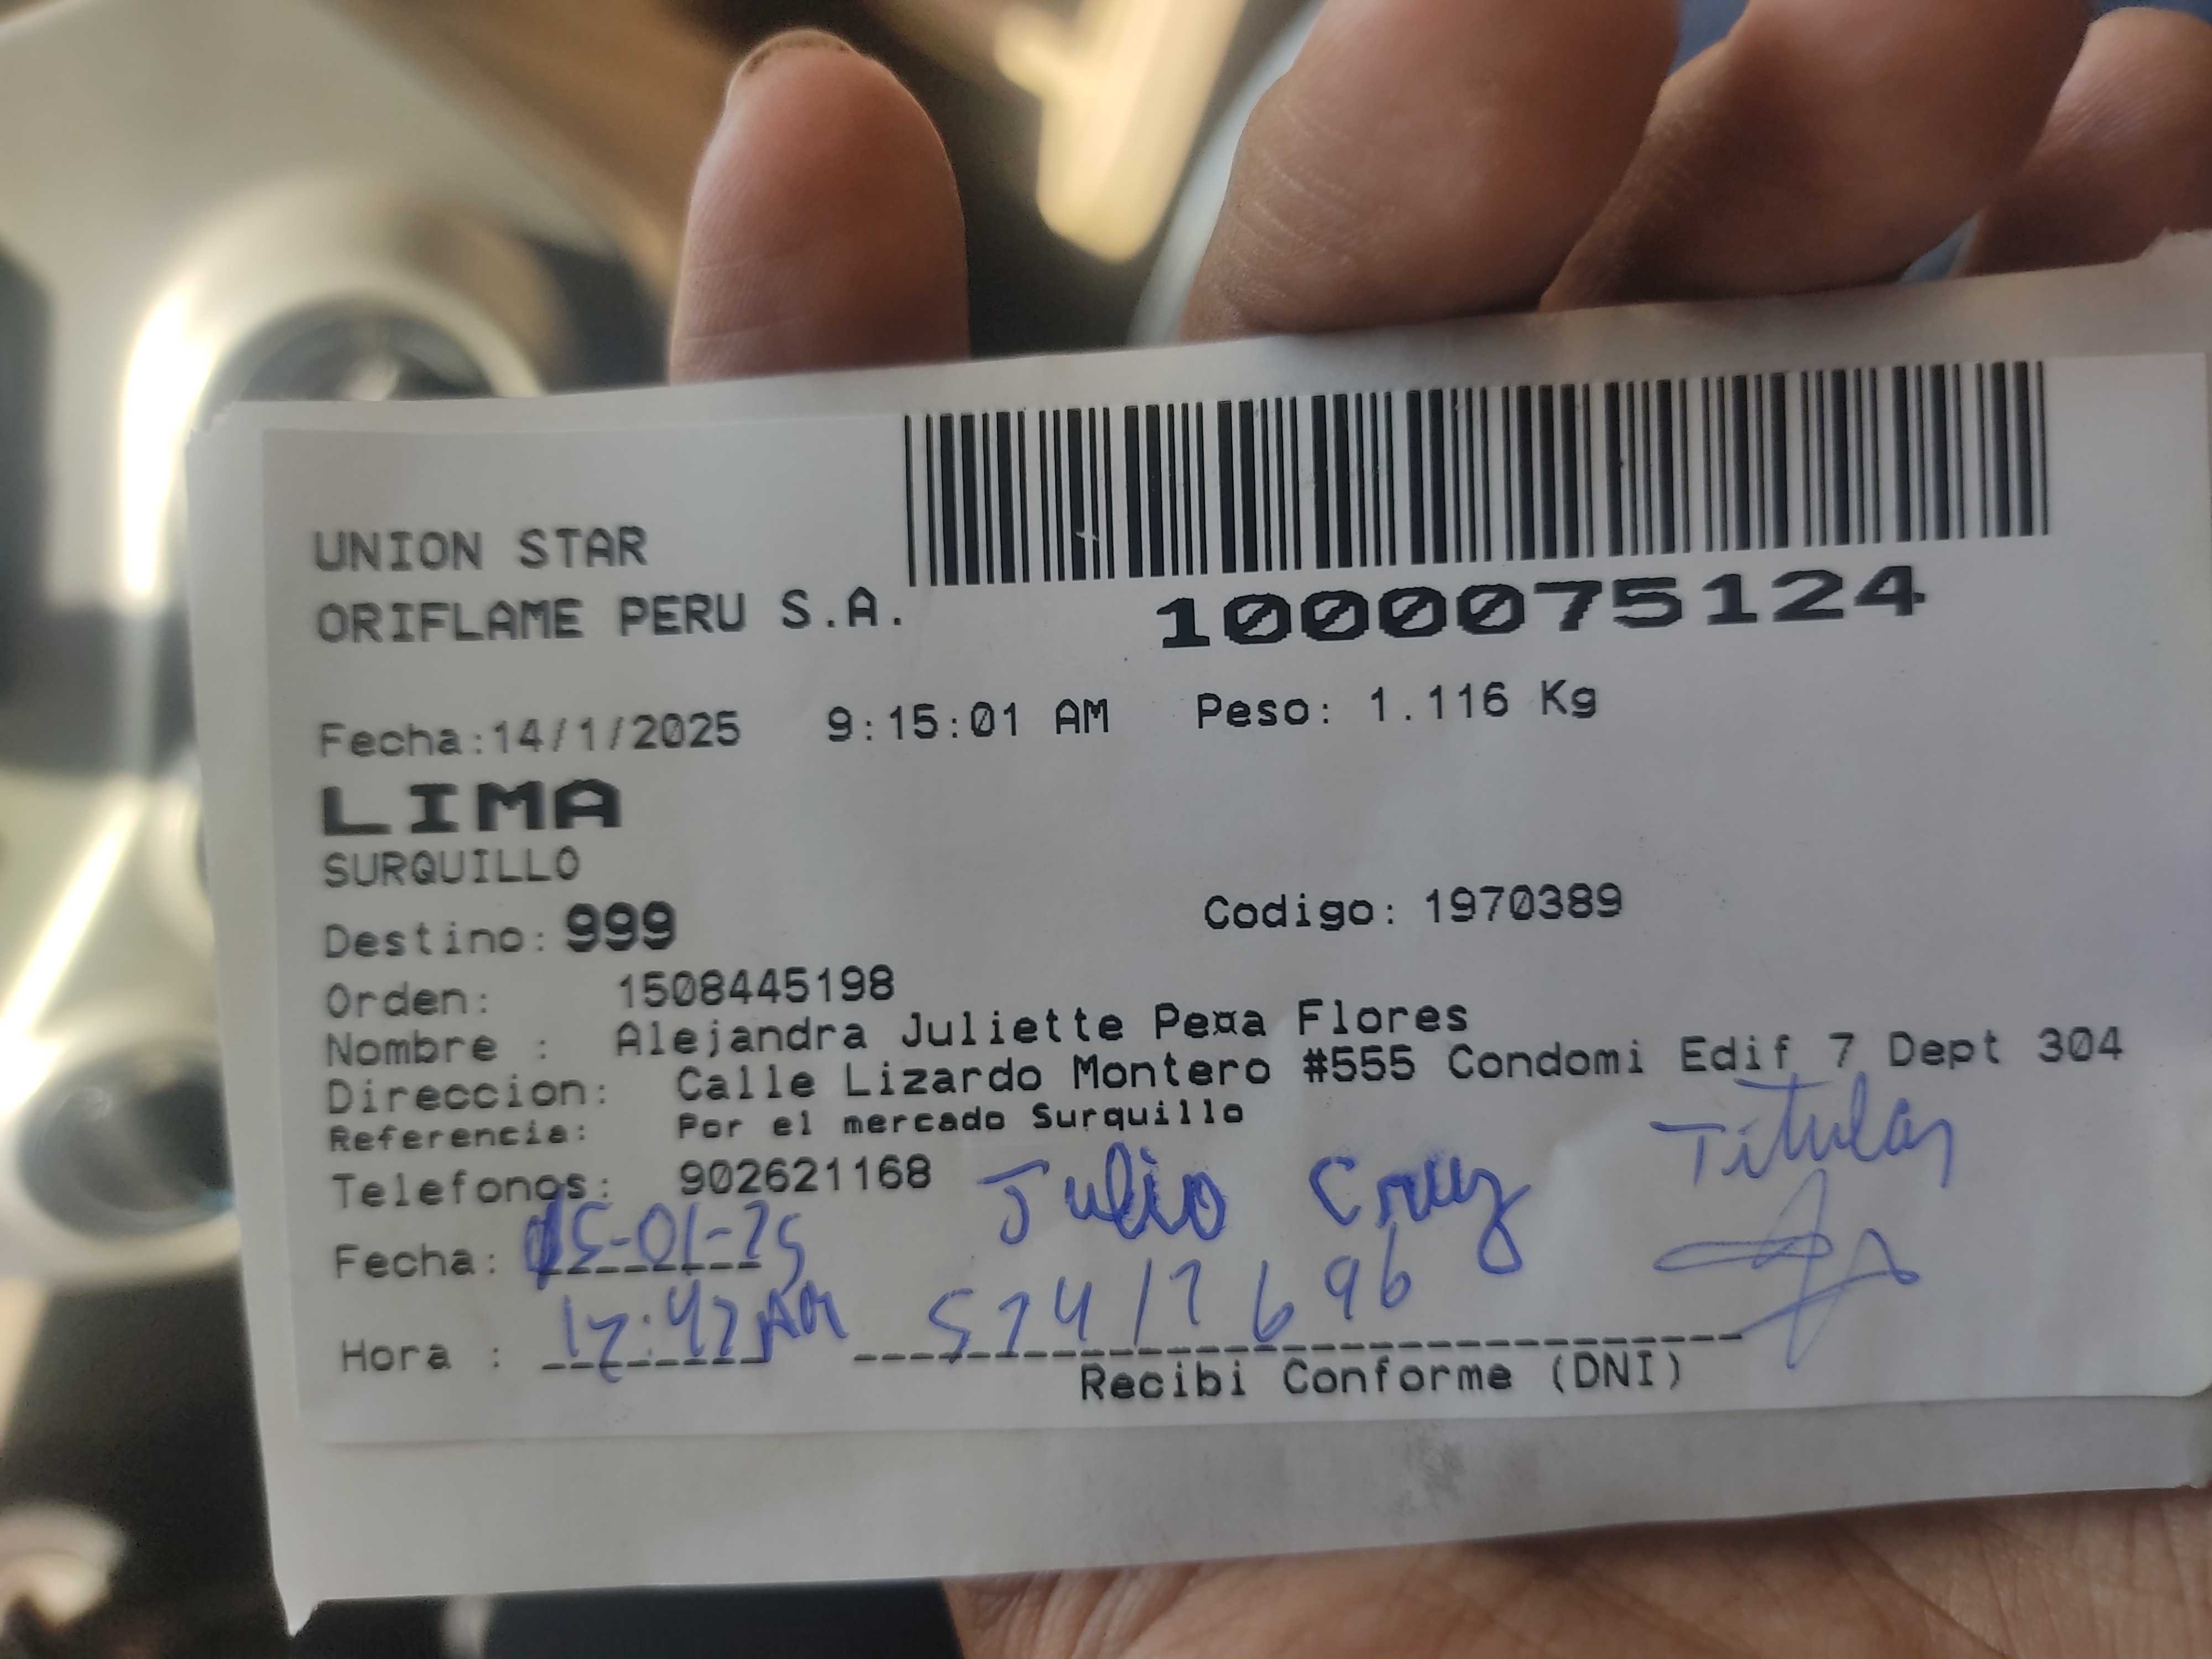 UNION STAR
ORIFLAME PERU S.A.
1000075124
Fecha:14/1/2025 9:15:01 AM Peso: 1.116 Kg
LIMA
SURQUILLO
Destino: 999 Codigo: 1970389
Orden: 1508445198
Nombre : Alejandra Juliette Pe¤a Flores
Direccion: Calle Lizardo Montero #555 Condomi Edif 7 Dept 304
Referencia: Por el mercado Surquillo
Titular
Telefonos: 902621168 Julio Cruz
Fecha: 15-01-25
Hora : 12:42
Recibi Conforme (DNI)